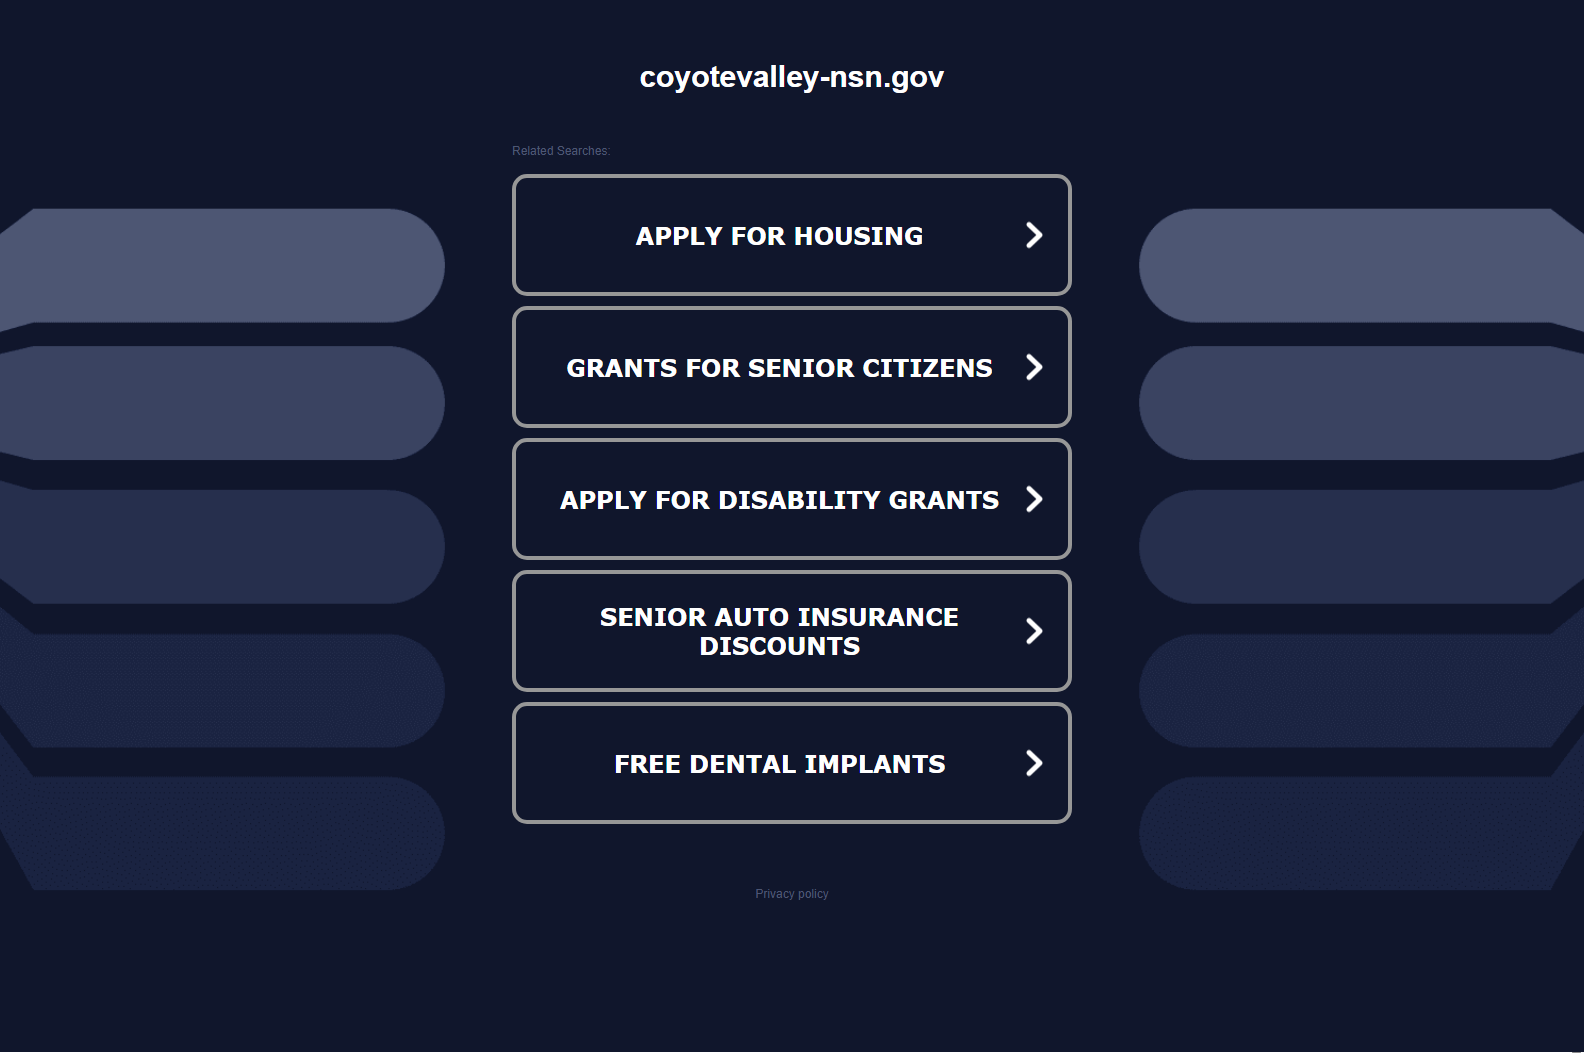 coyotevalley-nsn.gov
Related Searches:
APPLY FOR HOUSING
GRANTS FOR SENIOR CITIZENS
APPLY FOR DISABILITY GRANTS
SENIOR AUTO INSURANCE
DISCOUNTS
FREE DENTAL IMPLANTS
Privacy policy